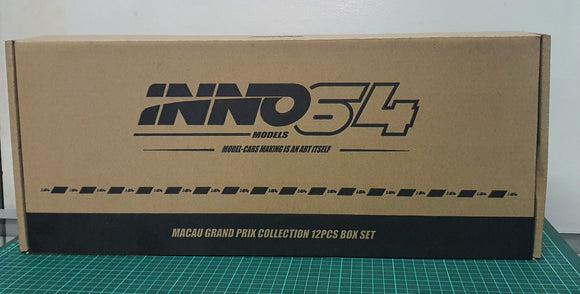 INNO64
MODELS
MODEL-CARS MAKING IS AN ART ITSELF
MACAU GRAND PRIX COLLECTION 12PCS BOX SET